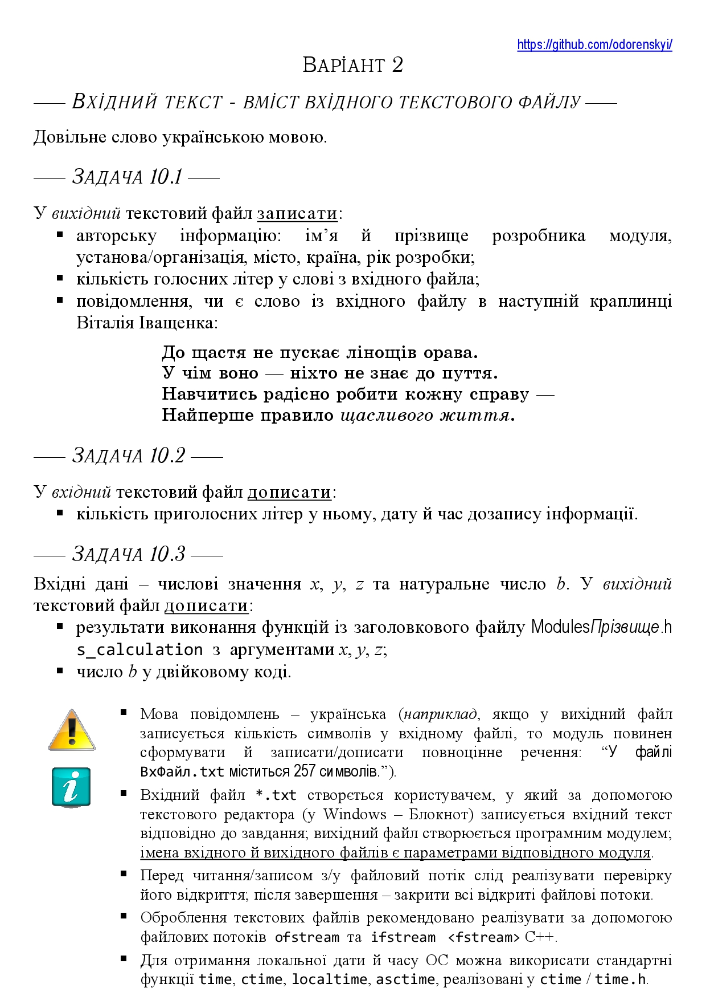 https://github.com/odorenskyi/
ВАРІАНТ 2
—— ВХІДНИЙ ТЕКСТ - ВМІСТ ВХІДНОГО ТЕКСТОВОГО ФАЙЛУ ——
Довільне слово українською мовою.
—— ЗАДАЧА 10.1 ——
У вихідний текстовий файл записати:
▪ авторську інформацію: ім’я й прізвище розробника модуля,
установа/організація, місто, країна, рік розробки;
▪ кількість голосних літер у слові з вхідного файла;
▪ повідомлення, чи є слово із вхідного файлу в наступній краплинці
Віталія Іващенка:
До щастя не пускає лінощів орава.
У чім воно — ніхто не знає до пуття.
Навчитись радісно робити кожну справу —
Найперше правило щасливого життя.
—— ЗАДАЧА 10.2 ——
У вхідний текстовий файл дописати:
▪ кількість приголосних літер у ньому, дату й час дозапису інформації.
—— ЗАДАЧА 10.3 ——
Вхідні дані – числові значення x, y, z та натуральне число b. У вихідний
текстовий файл дописати:
▪ результати виконання функцій із заголовкового файлу ModulesПрізвище.h
s_calculation з аргументами x, y, z;
▪ число b у двійковому коді.
▪ Мова повідомлень – українська (наприклад, якщо у вихідний файл
записується кількість символів у вхідному файлі, то модуль повинен
сформувати й записати/дописати повноцінне речення: “У файлі
ВхФайл.txt міститься 257 символів.”).
▪ Вхідний файл *.txt створється користувачем, у який за допомогою
текстового редактора (у Windows – Блокнот) записується вхідний текст
відповідно до завдання; вихідний файл створюється програмним модулем;
імена вхідного й вихідного файлів є параметрами відповідного модуля.
▪ Перед читання/записом з/у файловий потік слід реалізувати перевірку
його відкриття; після завершення – закрити всі відкриті файлові потоки.
▪ Оброблення текстових файлів рекомендовано реалізувати за допомогою
файлових потоків ofstream та ifstream <fstream> С++.
▪ Для отримання локальної дати й часу ОС можна викорисати стандартні
функції time, ctime, localtime, asctime, реалізовані у ctime / time.h.